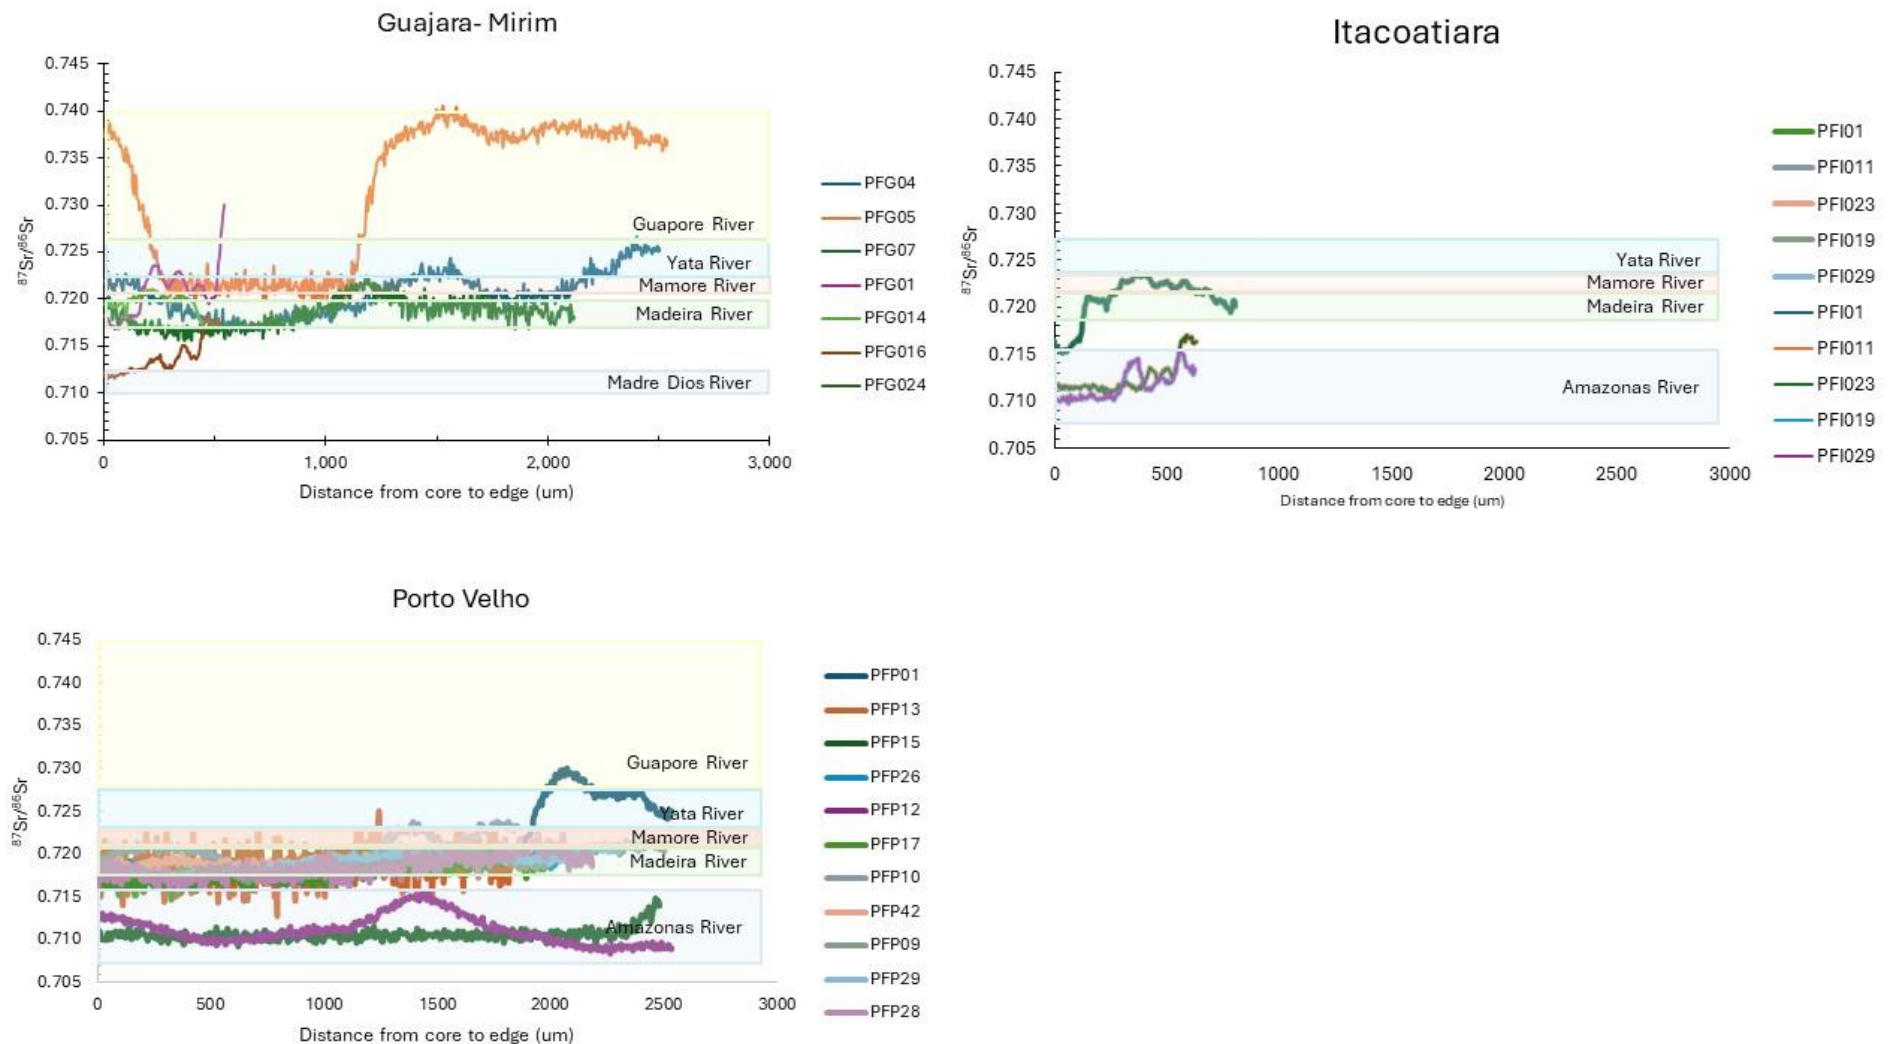 Guajara- Mirim
0.745
0.740
0.735
0.730
0.725
0.720
0.715
0.710
0.705
87Sr/86Sr
Guapore River
Yata River
Mamore River
Madeira River
Madre Dios River
0
1,000
2,000
3,000
Distance from core to edge (um)
PFG04
PFG05
PFG07
PFG01
PFG014
PFG016
PFG024
Itacoatiara
0.745
0.740
0.735
0.730
0.725
0.720
0.715
0.710
0.705
87Sr/86Sr
Yata River
Mamore River
Madeira River
Amazonas River
0
500
1000
1500
2000
2500
3000
Distance from core to edge (um)
PFI01
PFI011
PFI023
PFI019
PFI029
PFI01
PFI011
PFI023
PFI019
PFI029
Porto Velho
0.745
0.740
0.735
0.730
0.725
0.720
0.715
0.710
0.705
87Sr/86Sr
Guapore River
Yata River
Mamore River
Madeira River
Amazonas River
0
500
1000
1500
2000
2500
3000
Distance from core to edge (um)
PFP01
PFP13
PFP15
PFP26
PFP12
PFP17
PFP10
PFP42
PFP09
PFP29
PFP28